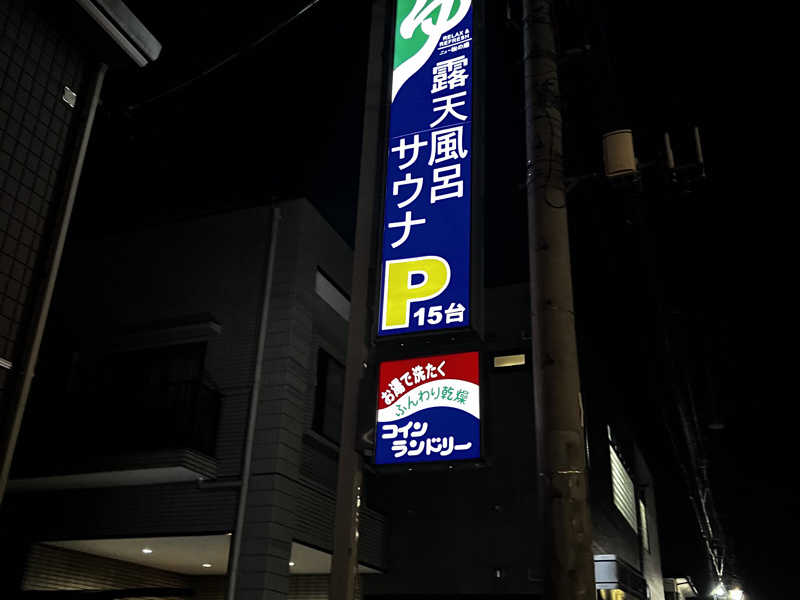 ゆ
RELAX &
REFRESH
露天風呂
サウナ
P
15台
お湯で洗たく
ふんわり乾燥
コイン
ランドリー